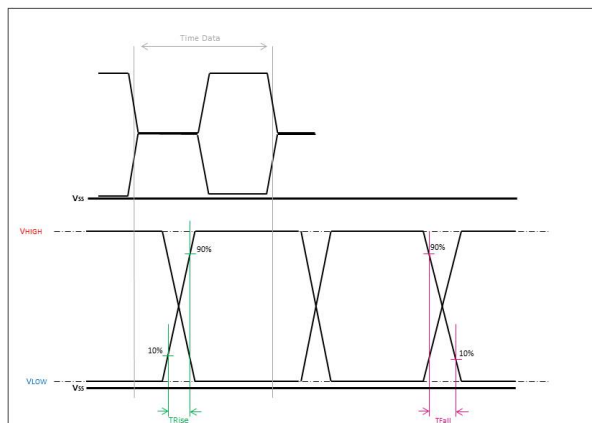 Time Data
Vss
VHIGH
90%
90%
10%
10%
VLOW
Vss
TRise
TFall